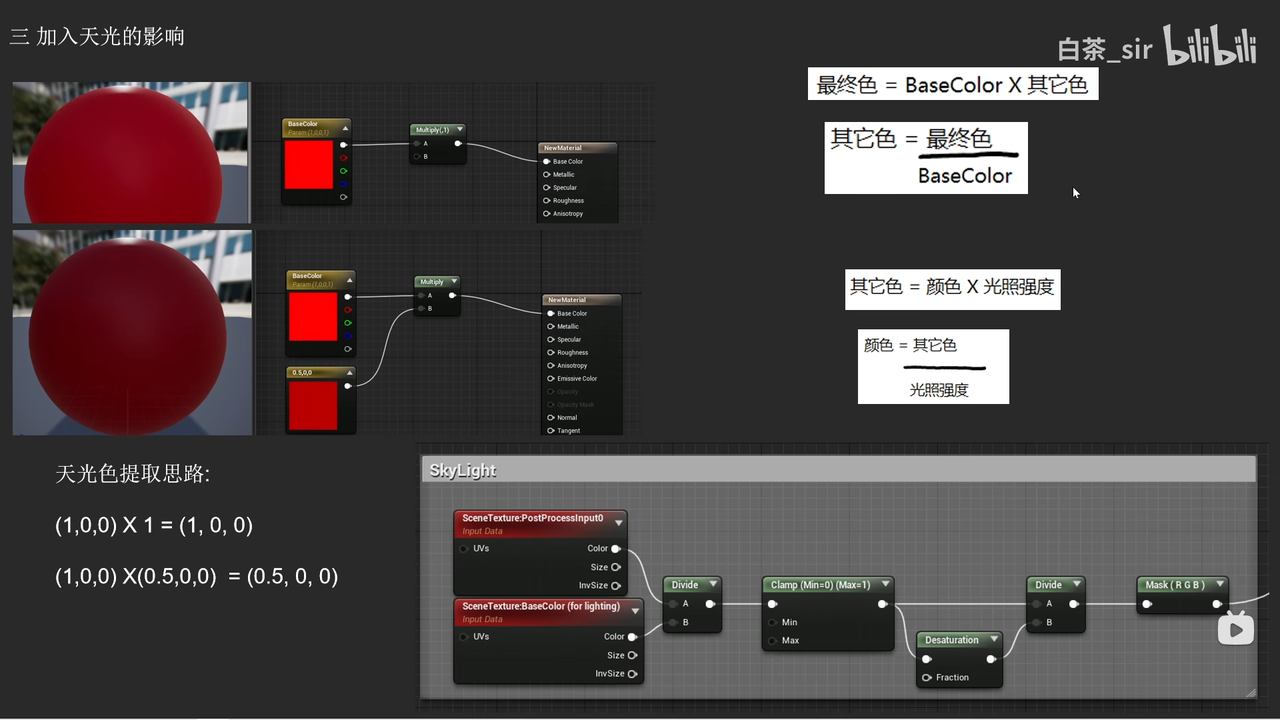 三 加入天光的影响
白茶_sir bilibili
最终色 = BaseColor X 其它色
其它色 = 最终色
BaseColor
BaseColor
Param (1,0,0,1)
Multiply(,1)
A
B
NewMaterial
Base Color
Metallic
Specular
Roughness
Anisotropy
BaseColor
Param (1,0,0,1)
0.5,0,0
Multiply
A
B
NewMaterial
Base Color
Metallic
Specular
Roughness
Anisotropy
Emissive Color
Opacity
Opacity Mask
Normal
Tangent
其它色 = 颜色 X 光照强度
颜色 = 其它色
光照强度
天光色提取思路:
(1,0,0) X 1 = (1, 0, 0)
(1,0,0) X(0.5,0,0) = (0.5, 0, 0)
SkyLight
SceneTexture:PostProcessInput0
Input Data
UVs Color
Size
InvSize
SceneTexture:BaseColor (for lighting)
Input Data
UVs Color
Size
InvSize
Divide
A
B
Clamp (Min=0) (Max=1)
Min
Max
Desaturation
Fraction
Divide
A
B
Mask ( R G B )